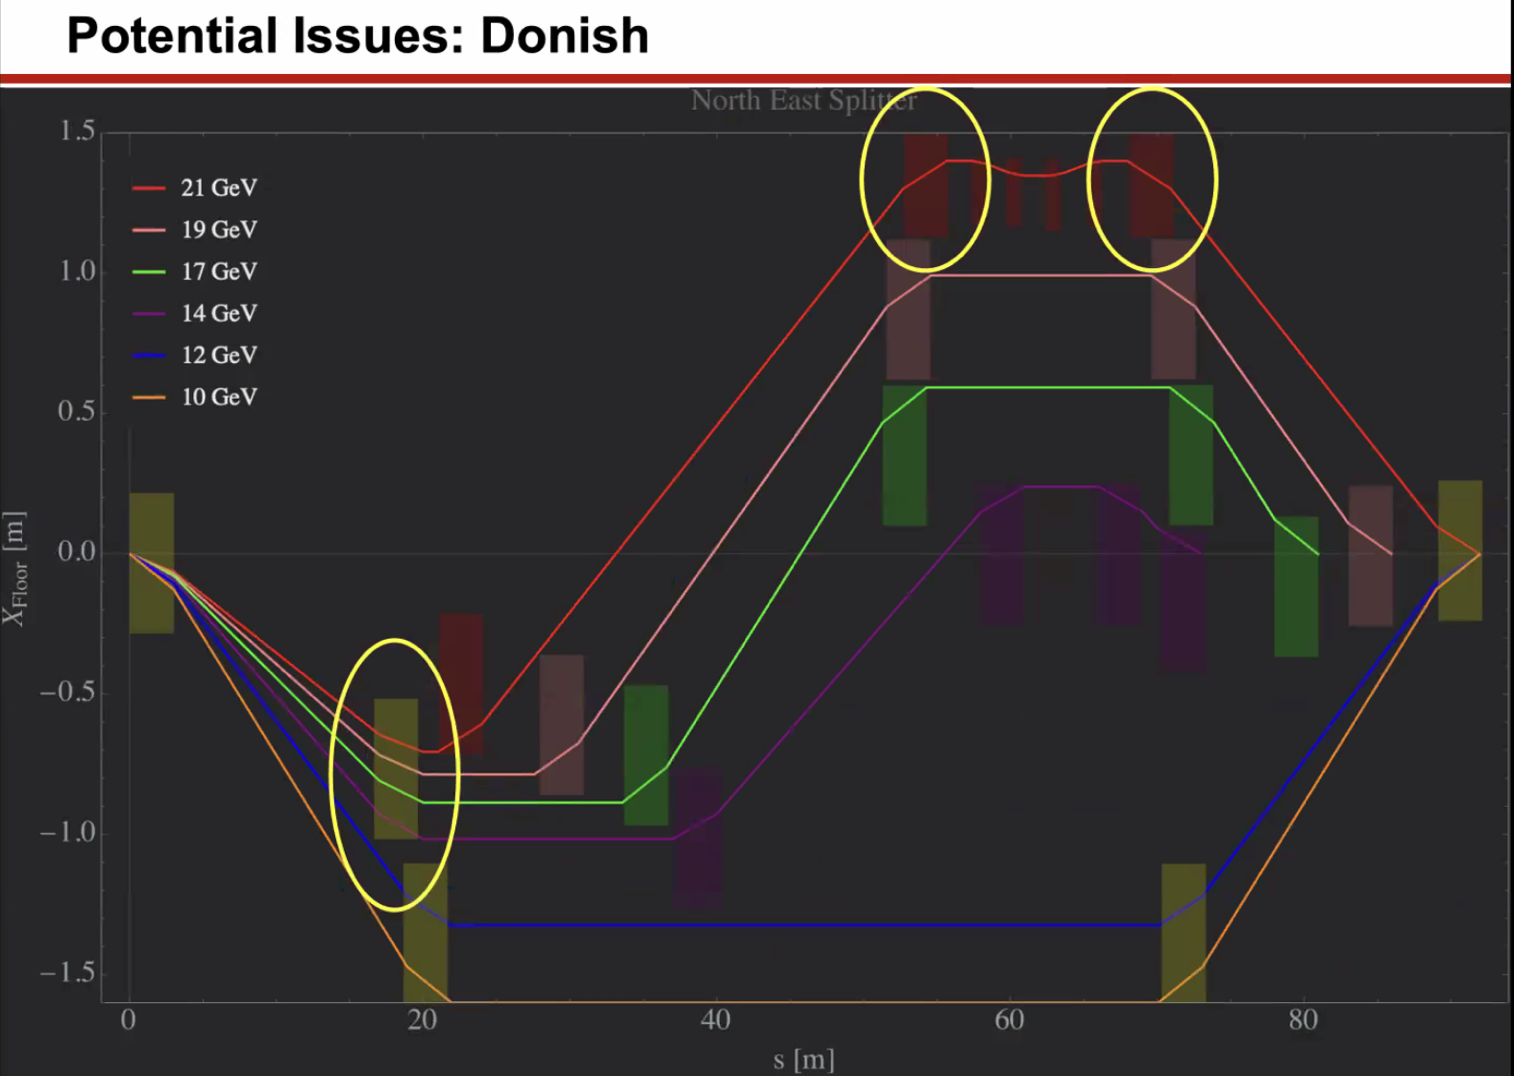 Potential Issues: Donish
North East Splitter
21 GeV
19 GeV
17 GeV
14 GeV
12 GeV
10 GeV
1.5
1.0
0.5
0.0
−0.5
−1.0
−1.5
XFloor [m]
0
20
40
60
80
s [m]